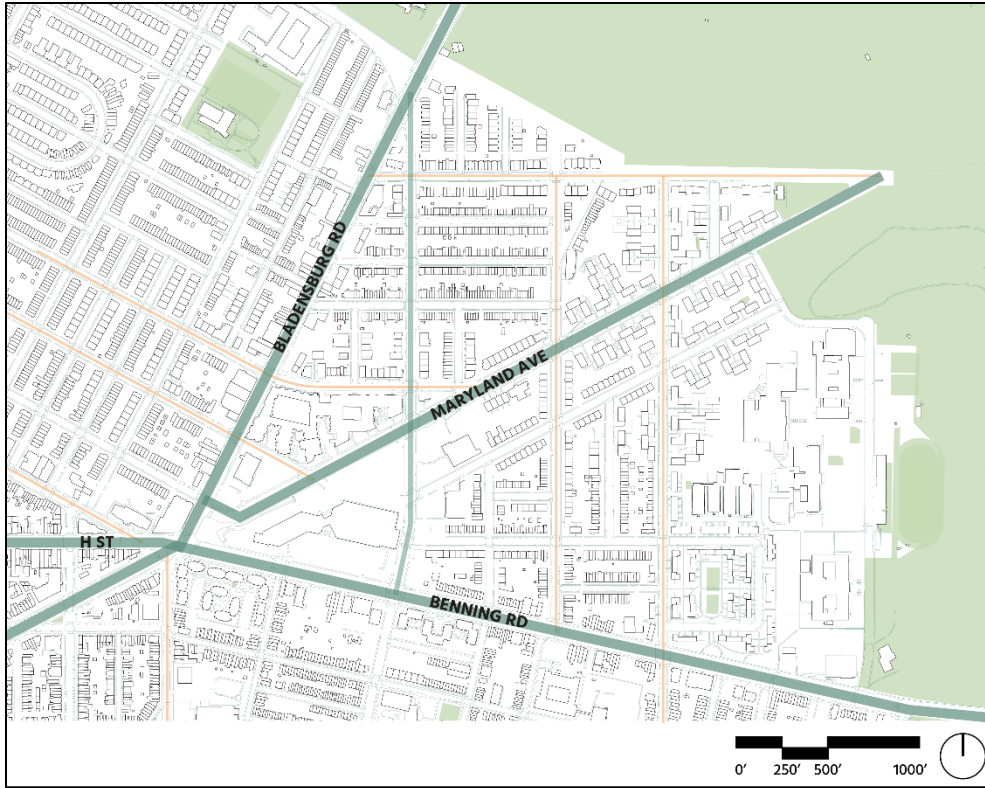 BLADENSBURG RD
MARYLAND AVE
H ST
BENNING RD
0' 250' 500' 1000'